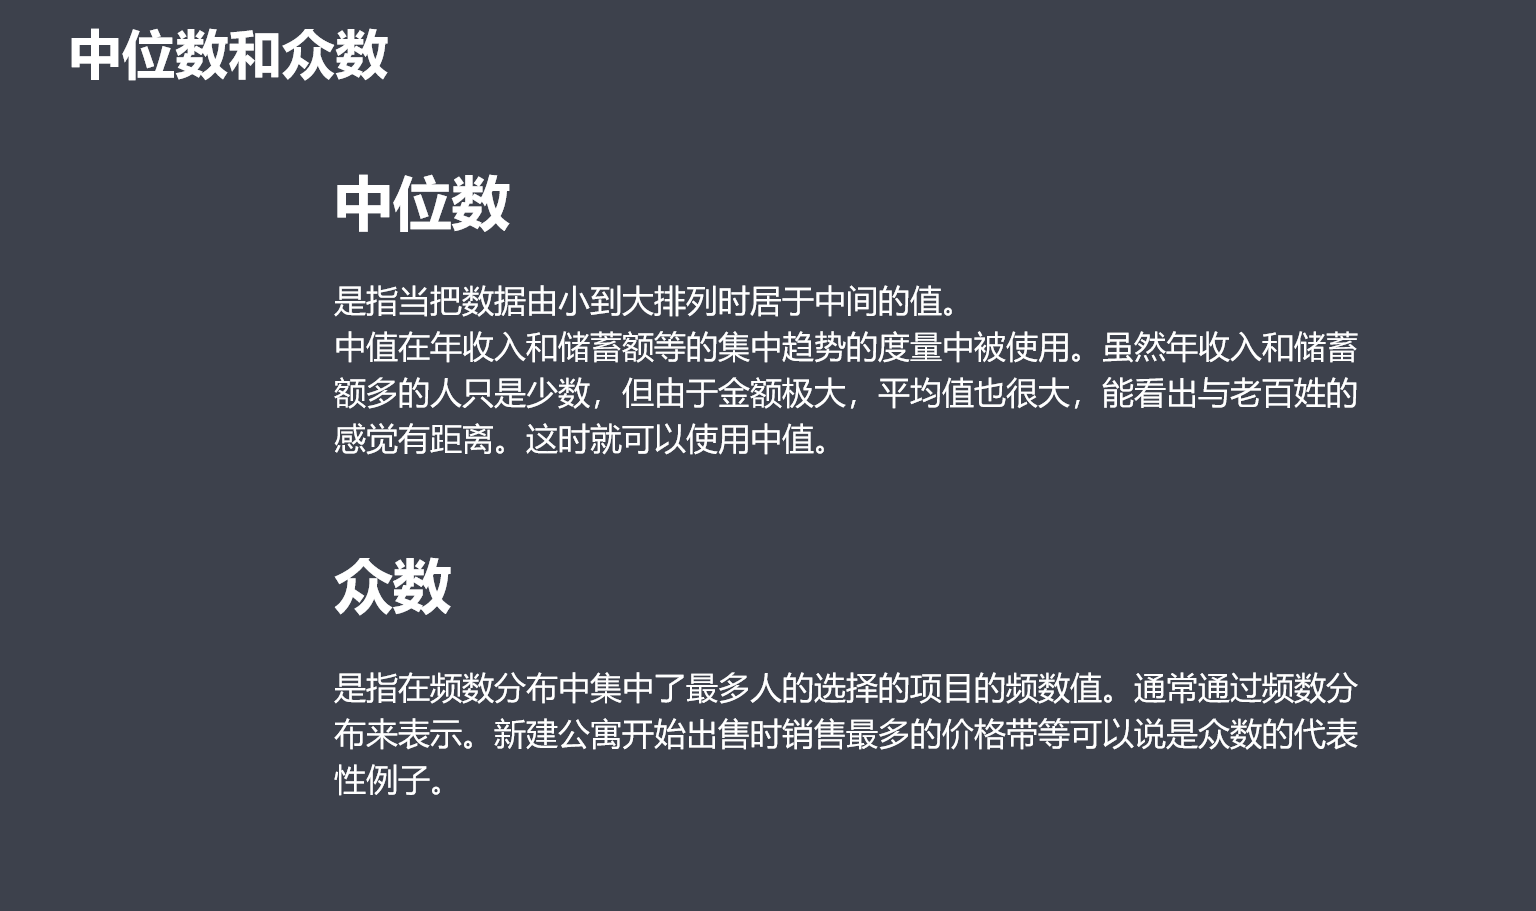 中位数和众数
中位数
是指当把数据由小到大排列时居于中间的值。
中值在年收入和储蓄额等的集中趋势的度量中被使用。虽然年收入和储蓄
额多的人只是少数，但由于金额极大，平均值也很大，能看出与老百姓的
感觉有距离。这时就可以使用中值。
众数
是指在频数分布中集中了最多人的选择的项目的频数值。通常通过频数分
布来表示。新建公寓开始出售时销售最多的价格带等可以说是众数的代表
性例子。